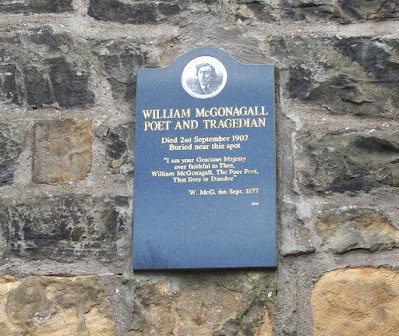 WILLIAM McGONAGALL
POET AND TRAGEDIAN
Died 2nd September 1902
Buried near this spot
"I am your Gracious Majesty
ever faithful to Thee,
William McGonagall, The Poor Poet,
That lives in Dundee"
W. McG. 6th Sept. 1877